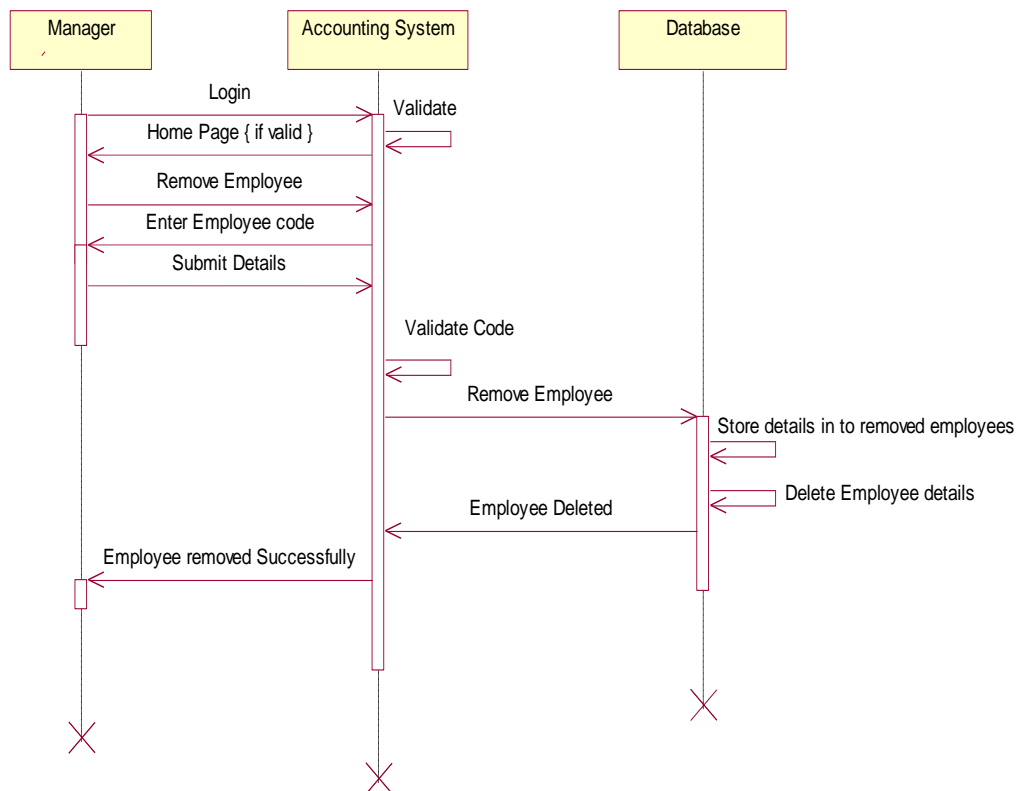 Manager
Accounting System
Database
Login
Validate
Home Page { if valid }
Remove Employee
Enter Employee code
Submit Details
Validate Code
Remove Employee
Store details in to removed employees
Delete Employee details
Employee Deleted
Employee removed Successfully